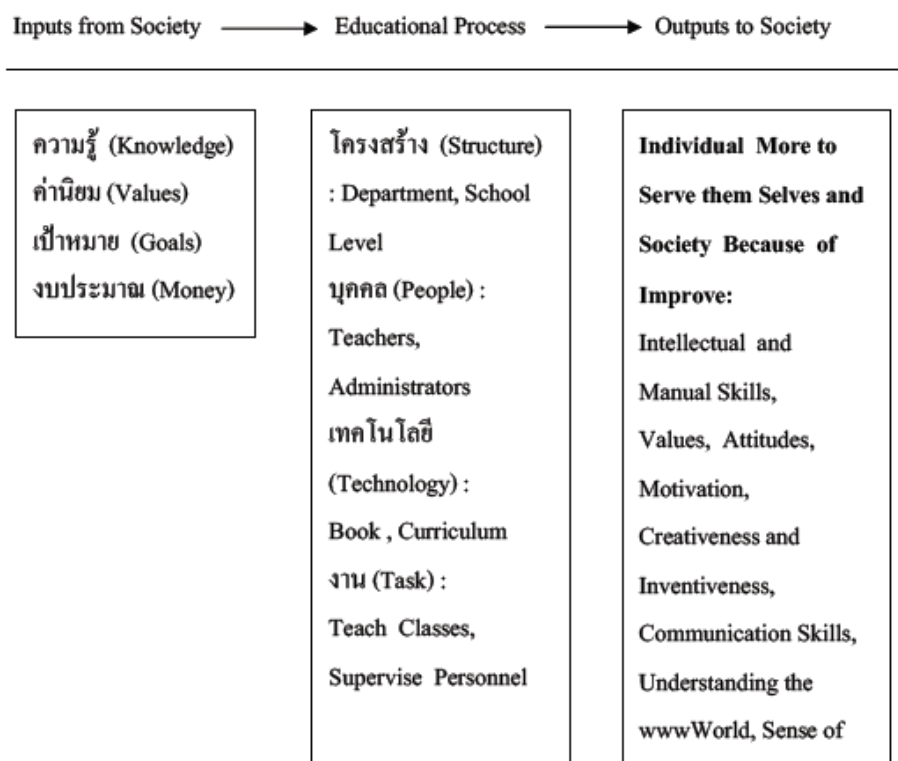 Inputs from Society → Educational Process → Outputs to Society
ความรู้ (Knowledge)
ค่านิยม (Values)
เป้าหมาย (Goals)
งบประมาณ (Money)
โครงสร้าง (Structure)
: Department, School
Level
บุคคล (People) :
Teachers,
Administrators
เทคโนโลยี
(Technology) :
Book , Curriculum
งาน (Task) :
Teach Classes,
Supervise Personnel
Individual More to
Serve them Selves and
Society Because of
Improve:
Intellectual and
Manual Skills,
Values, Attitudes,
Motivation,
Creativeness and
Inventiveness,
Communication Skills,
Understanding the
wwwWorld, Sense of